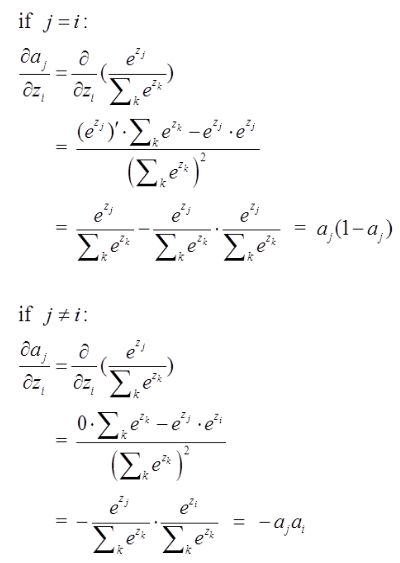 if j = i:
∂a_j/∂z_i = ∂/∂z_i (e^{z_j} / ∑_k e^{z_k})
= ((e^{z_j})′·∑_k e^{z_k} − e^{z_j}·e^{z_j}) / (∑_k e^{z_k})^2
= e^{z_j}/∑_k e^{z_k} − e^{z_j}/∑_k e^{z_k} · e^{z_j}/∑_k e^{z_k} = a_j(1−a_j)
if j ≠ i:
∂a_j/∂z_i = ∂/∂z_i (e^{z_j} / ∑_k e^{z_k})
= (0·∑_k e^{z_k} − e^{z_j}·e^{z_i}) / (∑_k e^{z_k})^2
= − e^{z_j}/∑_k e^{z_k} · e^{z_i}/∑_k e^{z_k} = −a_j a_i